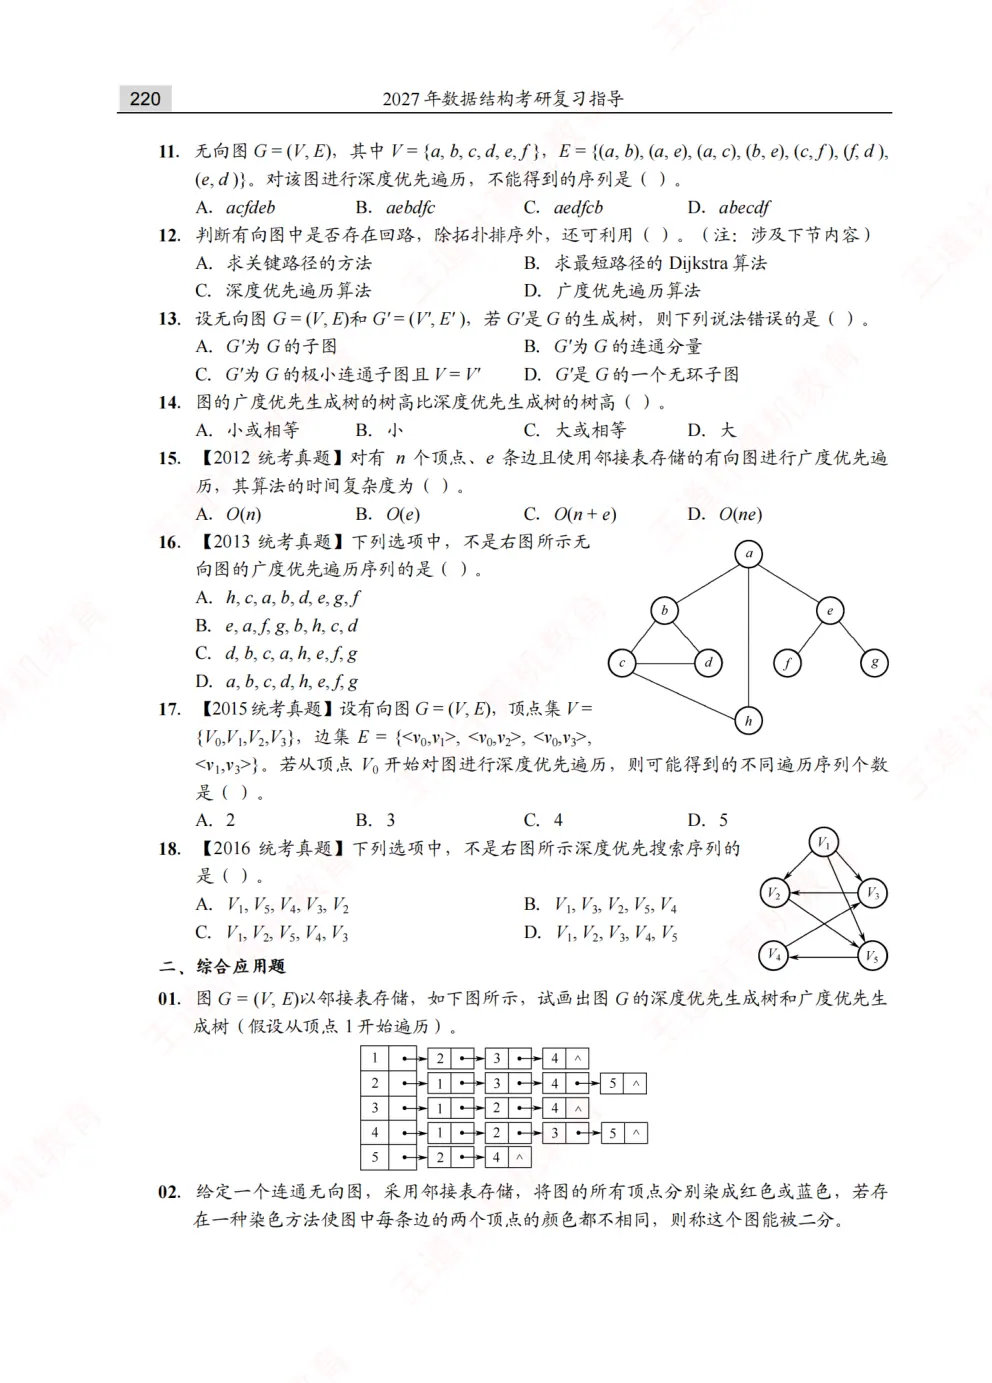 220
2027 年数据结构考研复习指导
11. 无向图 G = (V, E)，其中 V = {a, b, c, d, e, f }，E = {(a, b), (a, e), (a, c), (b, e), (c, f ), (f, d ),
(e, d )}。对该图进行深度优先遍历，不能得到的序列是（ ）。
A. acfdeb B. aebdfc C. aedfcb D. abecdf
12. 判断有向图中是否存在回路，除拓扑排序外，还可利用（ ）。（注：涉及下节内容）
A. 求关键路径的方法 B. 求最短路径的 Dijkstra 算法
C. 深度优先遍历算法 D. 广度优先遍历算法
13. 设无向图 G = (V, E)和 G′ = (V′, E′ )，若 G′是 G 的生成树，则下列说法错误的是（ ）。
A. G′为 G 的子图 B. G′为 G 的连通分量
C. G′为 G 的极小连通子图且 V = V′ D. G′是 G 的一个无环子图
14. 图的广度优先生成树的树高比深度优先生成树的树高（ ）。
A. 小或相等 B. 小 C. 大或相等 D. 大
15. 【2012 统考真题】对有 n 个顶点、e 条边且使用邻接表存储的有向图进行广度优先遍
历，其算法的时间复杂度为（ ）。
A. O(n) B. O(e) C. O(n + e) D. O(ne)
16. 【2013 统考真题】下列选项中，不是右图所示无
向图的广度优先遍历序列的是（ ）。
A. h, c, a, b, d, e, g, f
B. e, a, f, g, b, h, c, d
C. d, b, c, a, h, e, f, g
D. a, b, c, d, h, e, f, g
a
b e
c d f g
h
17. 【2015 统考真题】设有向图 G = (V, E)，顶点集 V =
{V0,V1,V2,V3}，边集 E = {<v0,v1>, <v0,v2>, <v0,v3>,
<v1,v3>}。若从顶点 V0 开始对图进行深度优先遍历，则可能得到的不同遍历序列个数
是（ ）。
A. 2 B. 3 C. 4 D. 5
18. 【2016 统考真题】下列选项中，不是右图所示深度优先搜索序列的
是（ ）。
A. V1, V5, V4, V3, V2 B. V1, V3, V2, V5, V4
C. V1, V2, V5, V4, V3 D. V1, V2, V3, V4, V5
V1
V2 V3
V4 V5
二、综合应用题
01. 图 G = (V, E)以邻接表存储，如下图所示，试画出图 G 的深度优先生成树和广度优先生
成树（假设从顶点 1 开始遍历）。
1 2 3 4 ^
2 1 3 4 5 ^
3 1 2 4 ^
4 1 2 3 5 ^
5 2 4 ^
02. 给定一个连通无向图，采用邻接表存储，将图的所有顶点分别染成红色或蓝色，若存
在一种染色方法使图中每条边的两个顶点的颜色都不相同，则称这个图能被二分。